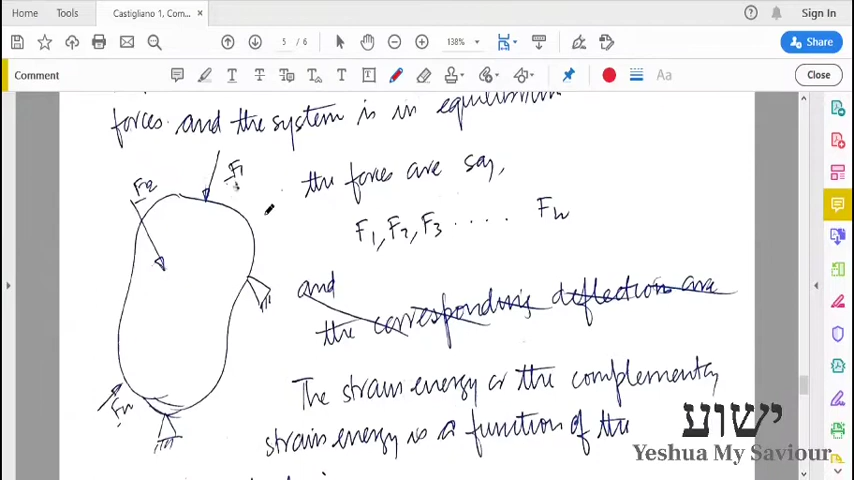 Home Tools Castigliano 1, Com... × Sign In
5 / 6 138% Share
Comment Close
forces and the system is in equilibrium
F1
F2
the forces are say,
F1, F2, F3 . . . . Fn
and
the corresponding deflection are
The strain energy or the complementary
strain energy is a function of the
Fn
ישוע
Yeshua My Saviour